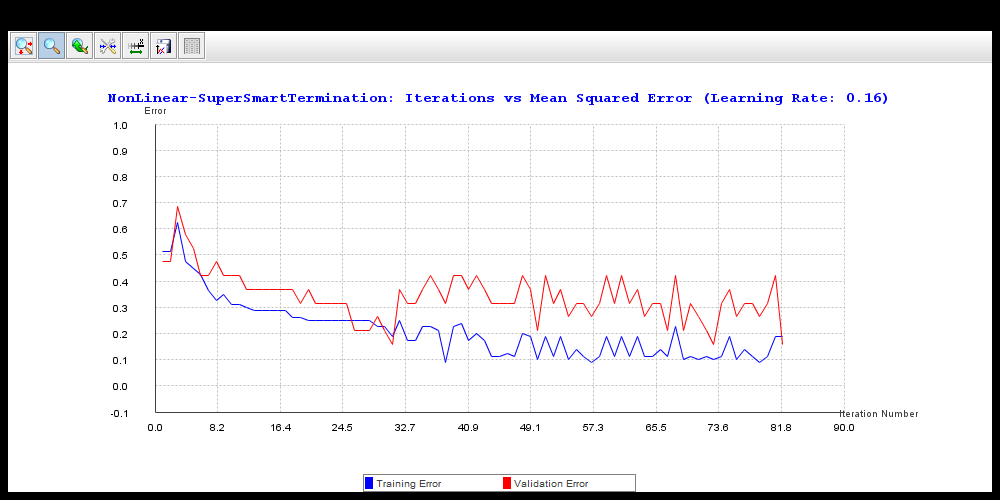 NonLinear-SuperSmartTermination: Iterations vs Mean Squared Error (Learning Rate: 0.16)
Error
1.0
0.9
0.8
0.7
0.6
0.5
0.4
0.3
0.2
0.1
0.0
-0.1
Iteration Number
0.0 8.2 16.4 24.5 32.7 40.9 49.1 57.3 65.5 73.6 81.8 90.0
Training Error Validation Error